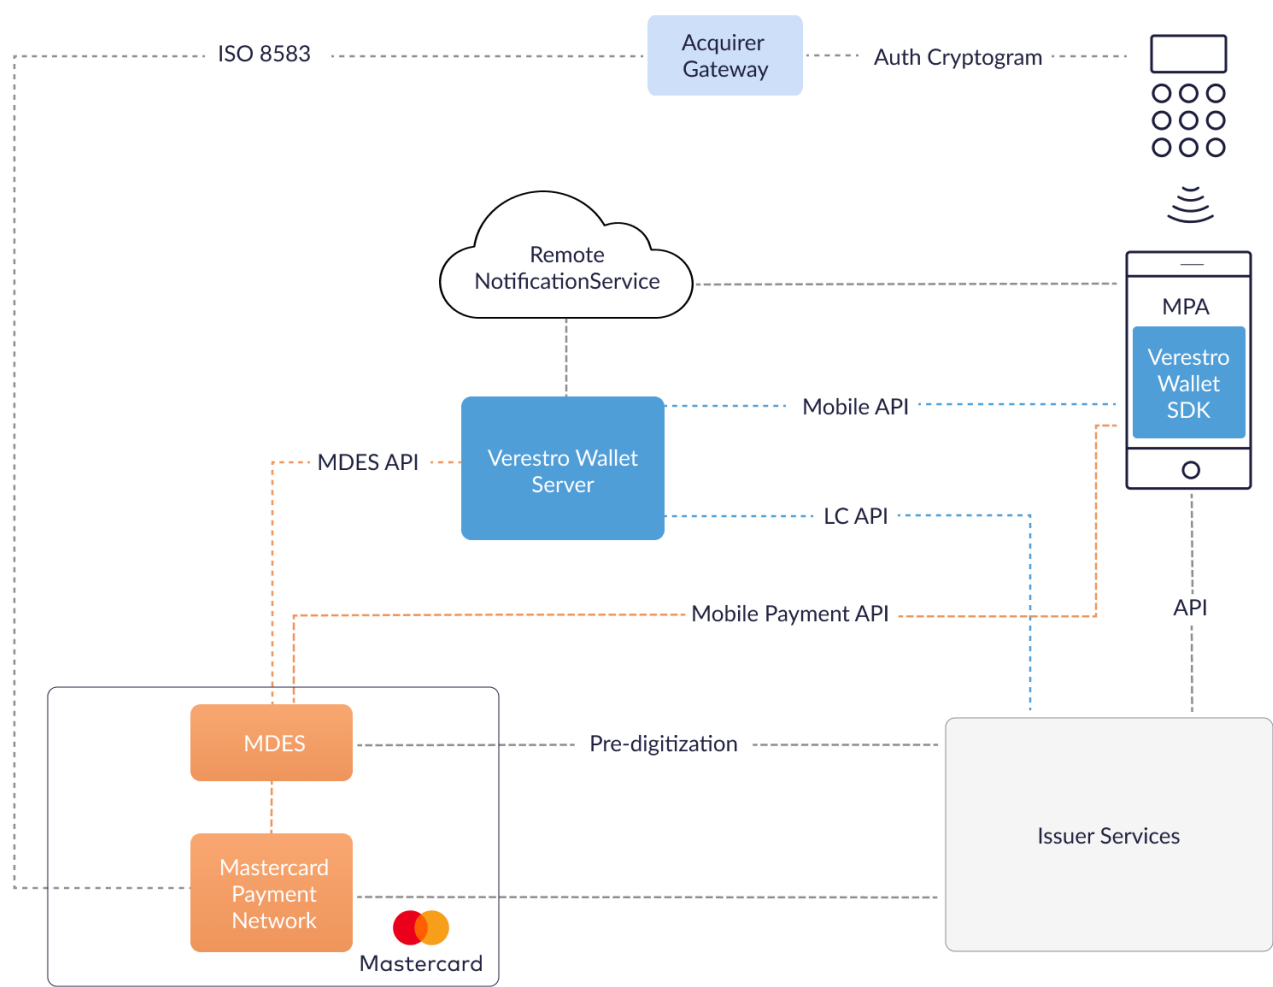 ISO 8583
Acquirer
Gateway
Auth Cryptogram
Remote
NotificationService
MPA
Verestro
Wallet
SDK
Mobile API
MDES API
Verestro Wallet
Server
LC API
Mobile Payment API
API
MDES
Pre-digitization
Issuer Services
Mastercard
Payment
Network
Mastercard